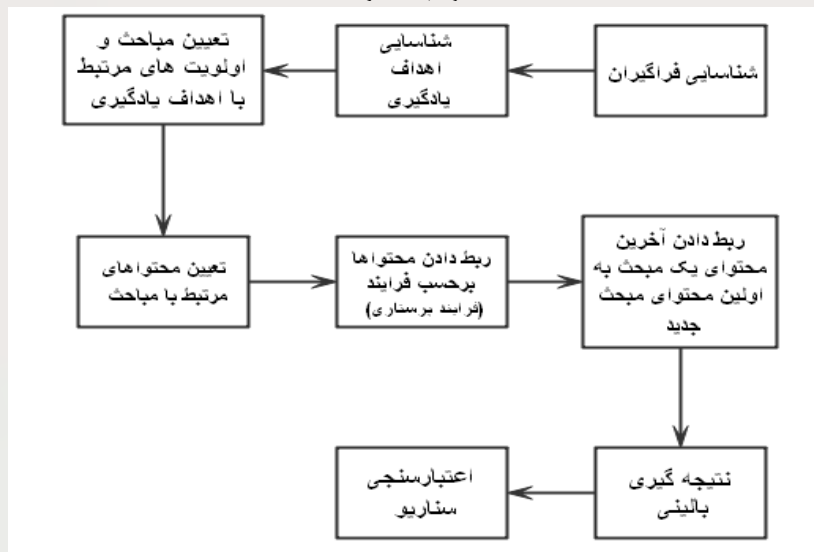 شناسایی فراگیران
شناسایی
اهداف
یادگیری
تعیین مباحث و
اولویت های مرتبط
با اهداف یادگیری
تعیین محتواهای
مرتبط با مباحث
ربط دادن محتواها
برحسب فرایند
(فرایند پرستاری)
ربط دادن آخرین
محتوای یک مبحث به
اولین محتوای مبحث
جدید
نتیجه گیری
بالینی
اعتبارسنجی
سناریو